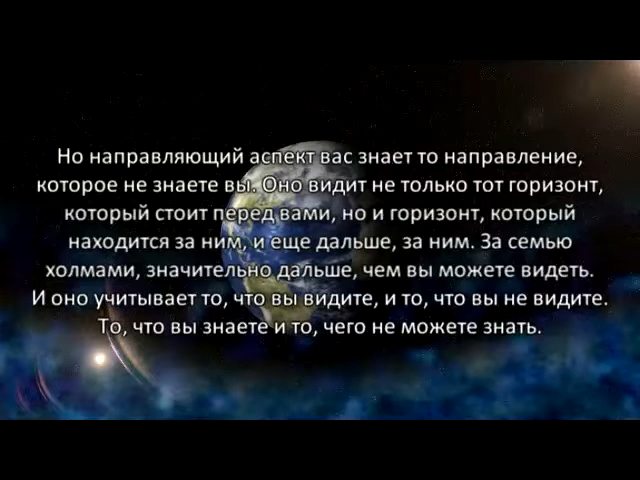 Но направляющий аспект вас знает то направление,
которое не знаете вы. Оно видит не только тот горизонт,
который стоит перед вами, но и горизонт, который
находится за ним, и еще дальше, за ним. За семью
холмами, значительно дальше, чем вы можете видеть.
И оно учитывает то, что вы видите, и то, что вы не видите.
То, что вы знаете и то, чего не можете знать.